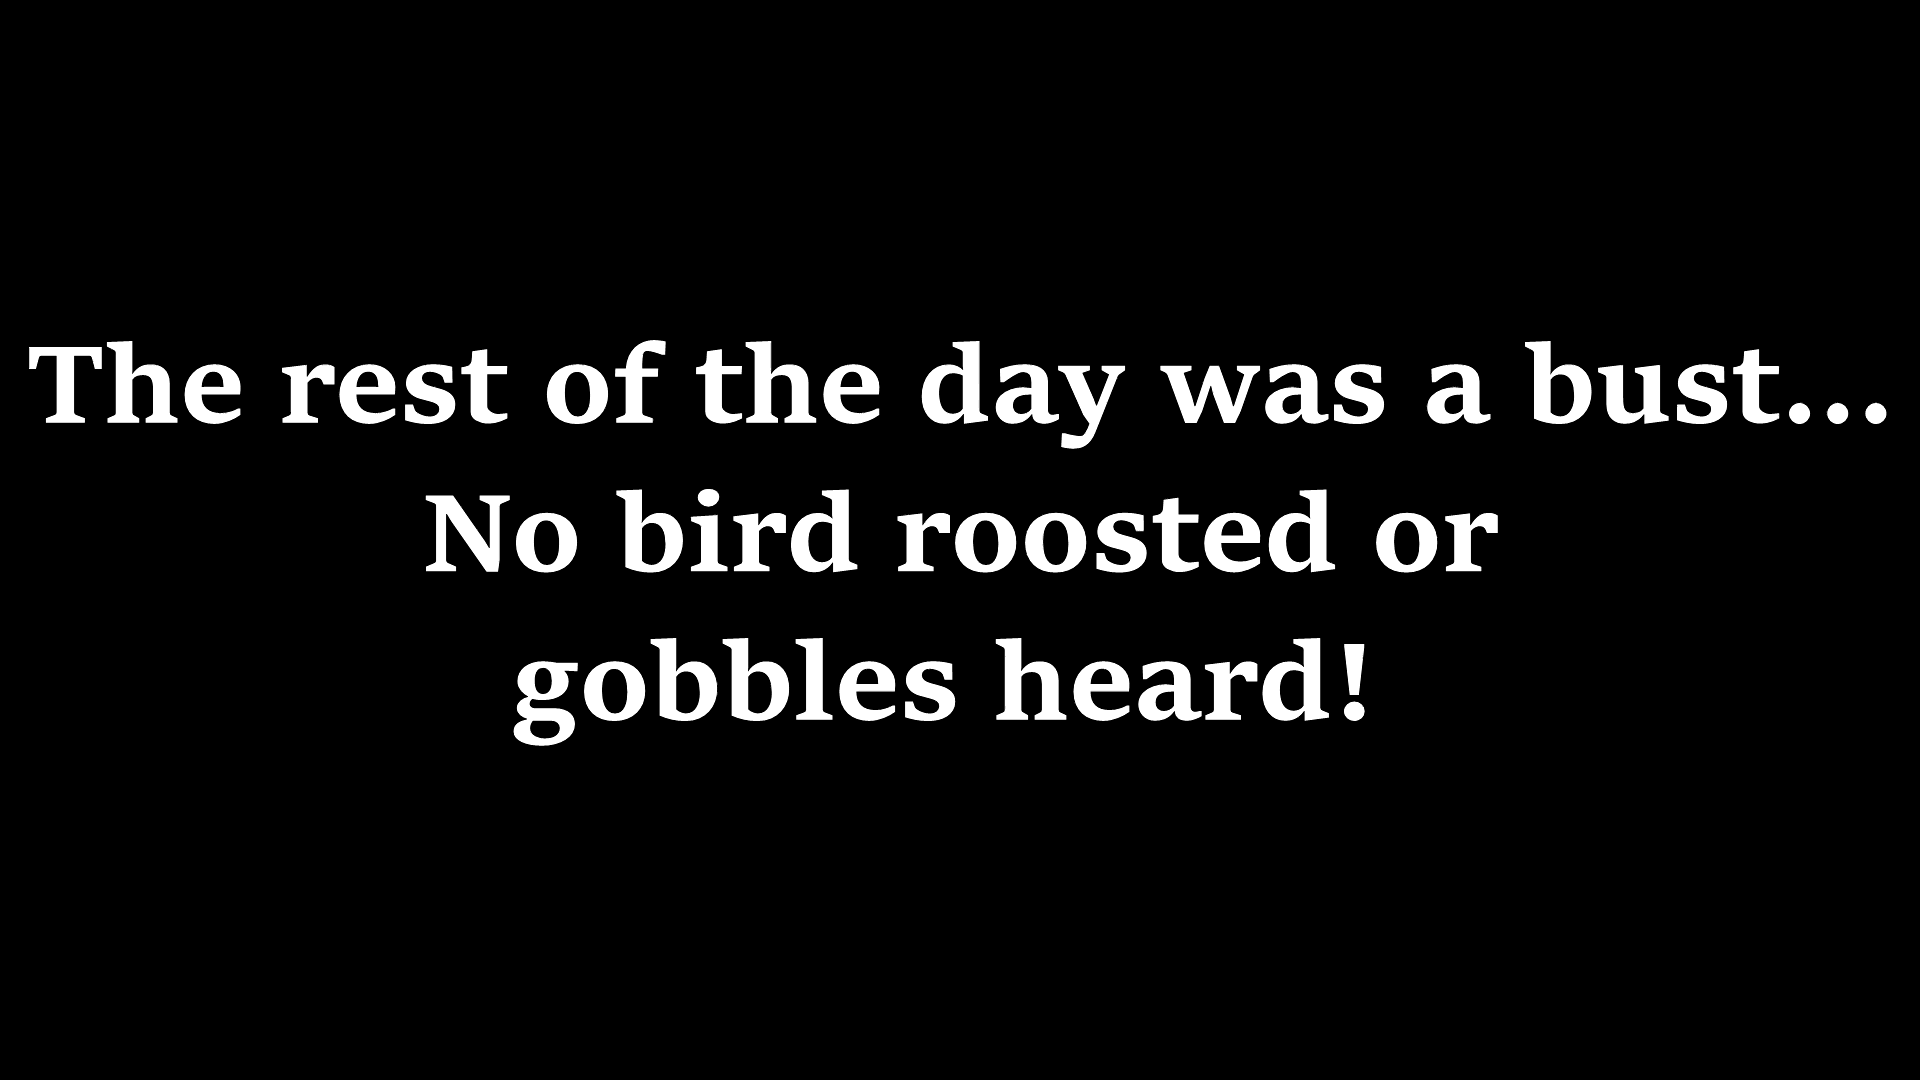 The rest of the day was a bust...
No bird roosted or
gobbles heard!